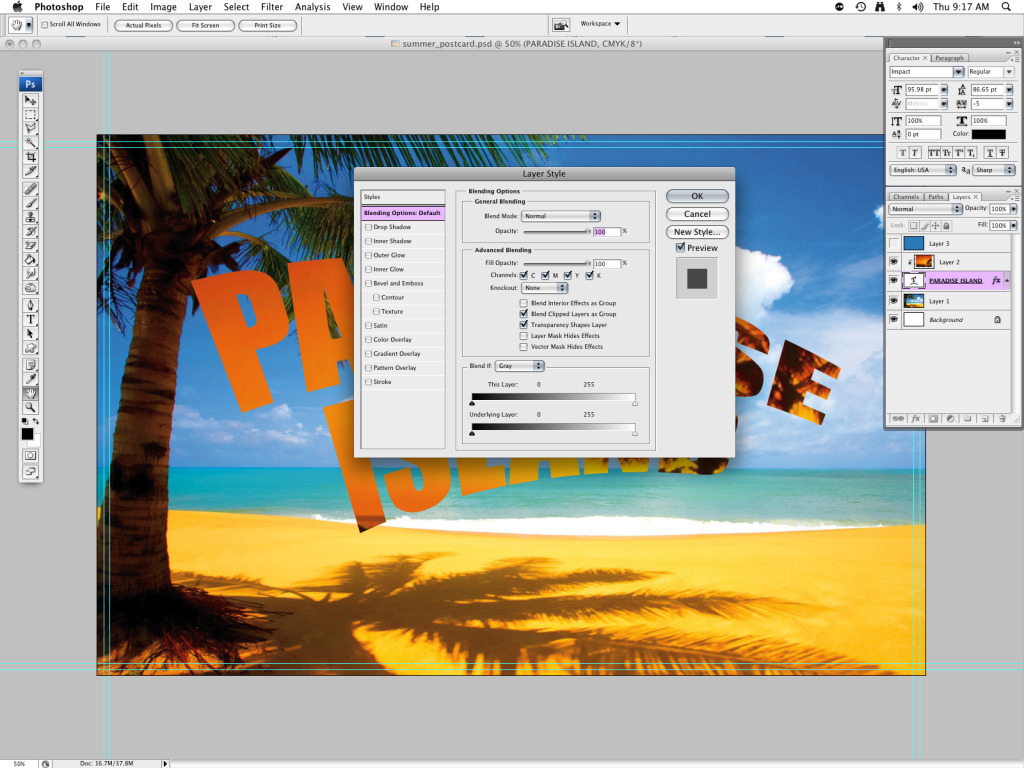 Photoshop File Edit Image Layer Select Filter Analysis View Window Help Thu 9:17 AM
Scroll All Windows Actual Pixels Fit Screen Print Size Workspace
summer_postcard.psd @ 50% (PARADISE ISLAND, CMYK/8*)
Ps
Character X Paragraph
Impact Regular
95.98 pt 86.65 pt
Metrics -5
100% 100%
0 pt Color:
English: USA Sharp
Channels Paths Layers X
Normal Opacity: 100%
Lock: Fill: 100%
Layer 3
Layer 2
PARADISE ISLAND fx
Layer 1
Background
Layer Style
Styles
Blending Options: Default
Drop Shadow
Inner Shadow
Outer Glow
Inner Glow
Bevel and Emboss
Contour
Texture
Satin
Color Overlay
Gradient Overlay
Pattern Overlay
Stroke
Blending Options
General Blending
Blend Mode: Normal
Opacity: 100 %
Advanced Blending
Fill Opacity: 100 %
Channels: C M Y K
Knockout: None
Blend Interior Effects as Group
Blend Clipped Layers as Group
Transparency Shapes Layer
Layer Mask Hides Effects
Vector Mask Hides Effects
Blend If: Gray
This Layer: 0 255
Underlying Layer: 0 255
OK
Cancel
New Style...
Preview
PA SE
ISLAND
50% Doc: 16.7M/37.8M